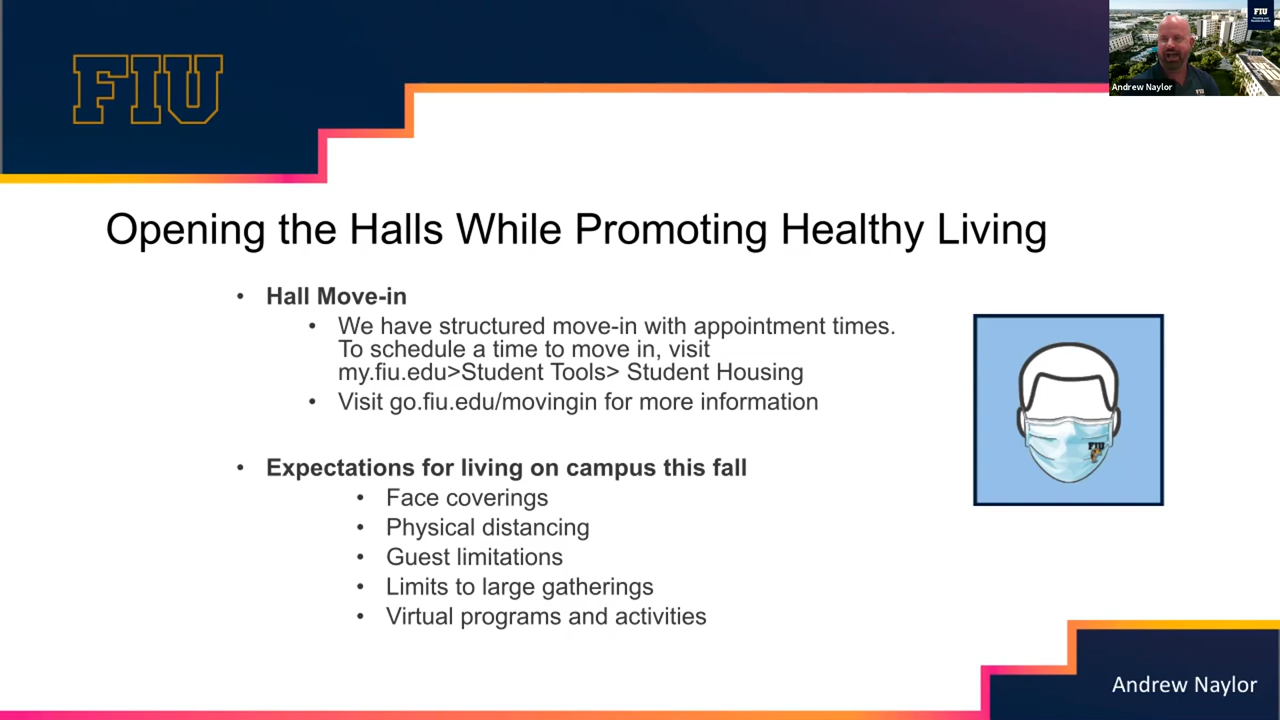 FIU
FIU
Andrew Naylor
Opening the Halls While Promoting Healthy Living
• Hall Move-in
• We have structured move-in with appointment times.
To schedule a time to move in, visit
my.fiu.edu>Student Tools> Student Housing
• Visit go.fiu.edu/movingin for more information
• Expectations for living on campus this fall
• Face coverings
• Physical distancing
• Guest limitations
• Limits to large gatherings
• Virtual programs and activities
FIU
Andrew Naylor